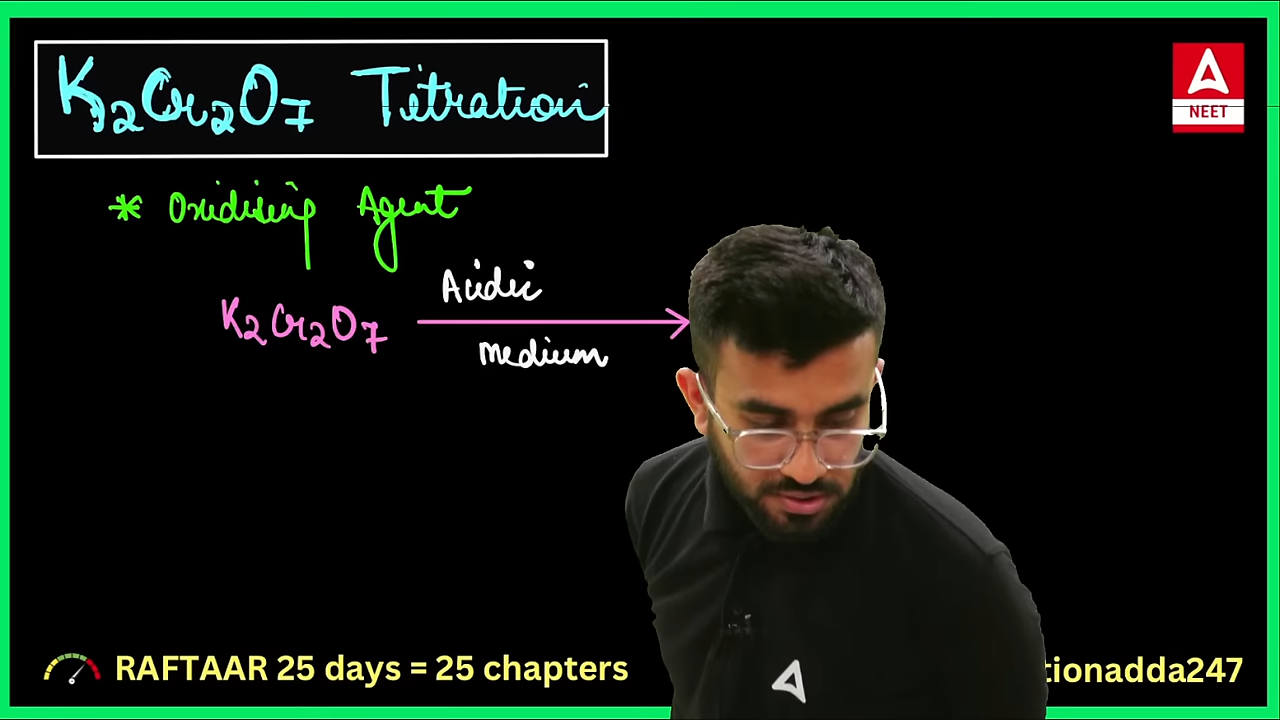 K₂Cr₂O₇ Titration
NEET
* Oxidising Agent
K₂Cr₂O₇ Acidic
Medium
RAFTAAR 25 days = 25 chapters
tionadda247